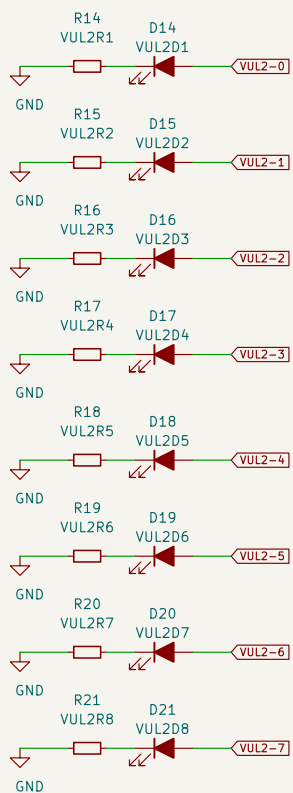 R14 D14
VUL2R1 VUL2D1
VUL2-0
GND
R15 D15
VUL2R2 VUL2D2
VUL2-1
GND
R16 D16
VUL2R3 VUL2D3
VUL2-2
GND
R17 D17
VUL2R4 VUL2D4
VUL2-3
GND
R18 D18
VUL2R5 VUL2D5
VUL2-4
GND
R19 D19
VUL2R6 VUL2D6
VUL2-5
GND
R20 D20
VUL2R7 VUL2D7
VUL2-6
GND
R21 D21
VUL2R8 VUL2D8
VUL2-7
GND